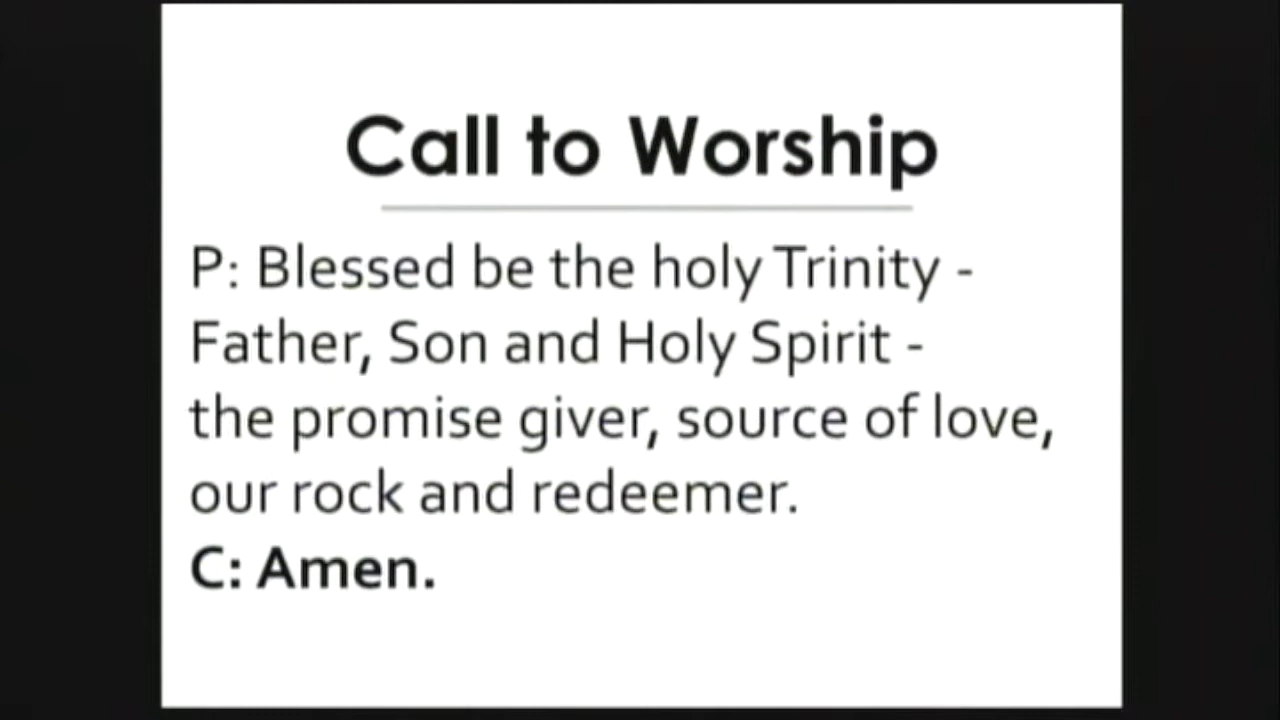 Call to Worship
P: Blessed be the holy Trinity -
Father, Son and Holy Spirit -
the promise giver, source of love,
our rock and redeemer.
C: Amen.